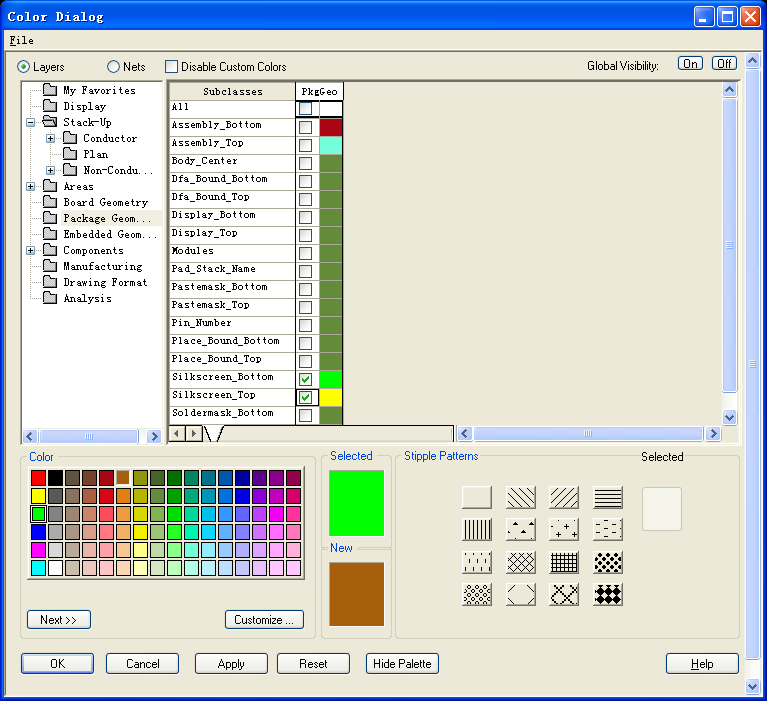 Color Dialog
File
Layers
Nets
Disable Custom Colors
Global Visibility:
On
Off
My Favorites
Display
Stack-Up
Conductor
Plan
Non-Condu...
Areas
Board Geometry
Package Geom...
Embedded Geom...
Components
Manufacturing
Drawing Format
Analysis
Subclasses
PkgGeo
All
Assembly_Bottom
Assembly_Top
Body_Center
Dfa_Bound_Bottom
Dfa_Bound_Top
Display_Bottom
Display_Top
Modules
Pad_Stack_Name
Pastemask_Bottom
Pastemask_Top
Pin_Number
Place_Bound_Bottom
Place_Bound_Top
Silkscreen_Bottom
Silkscreen_Top
Soldermask_Bottom
Color
Next >>
Customize ...
Selected
New
Stipple Patterns
Selected
OK
Cancel
Apply
Reset
Hide Palette
Help